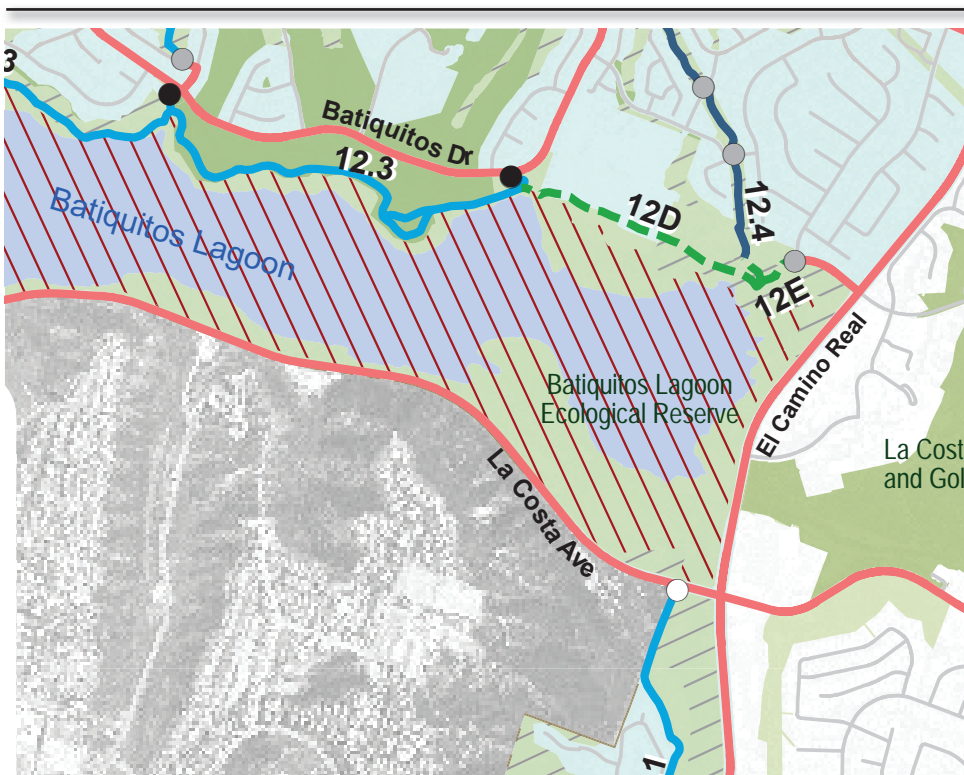 3
Batiquitos Dr
12.3
12D
12.4
Batiquitos Lagoon
12E
Batiquitos Lagoon
Ecological Reserve
El Camino Real
La Cost
and Gol
La Costa Ave
1